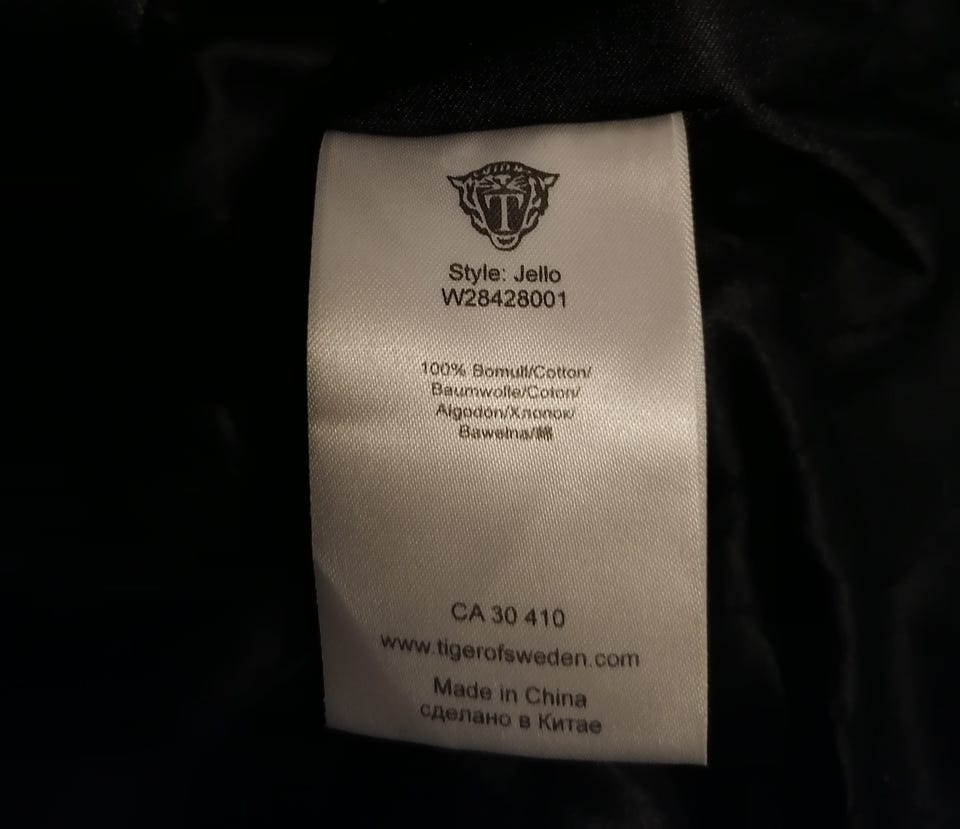 T
Style: Jello
W28428001
100% Bomull/Cotton/
Baumwolle/Coton/
Algodón/Хлопок/
Bawełna/綿
CA 30 410
www.tigerofsweden.com
Made in China
сделано в Китае